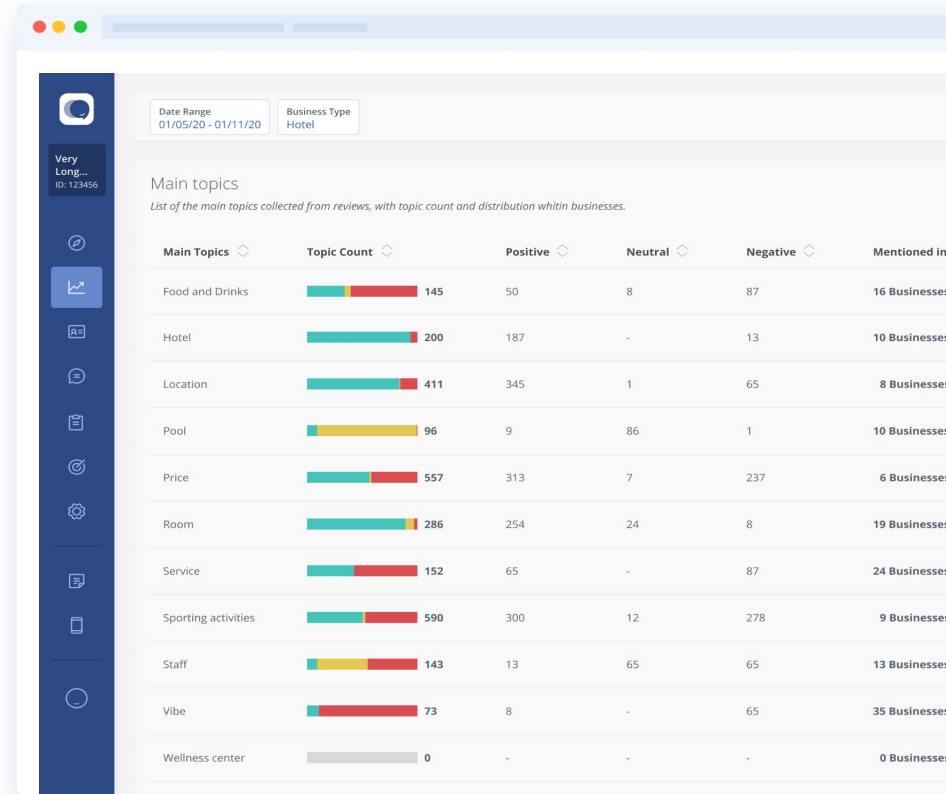 Date Range
01/05/20 - 01/11/20
Business Type
Hotel
Very
Long...
ID: 123456
Main topics
List of the main topics collected from reviews, with topic count and distribution whitin businesses.
Main Topics Topic Count Positive Neutral Negative Mentioned in
Food and Drinks 145 50 8 87 16 Businesses
Hotel 200 187 - 13 10 Businesses
Location 411 345 1 65 8 Businesses
Pool 96 9 86 1 10 Businesses
Price 557 313 7 237 6 Businesses
Room 286 254 24 8 19 Businesses
Service 152 65 - 87 24 Businesses
Sporting activities 590 300 12 278 9 Businesses
Staff 143 13 65 65 13 Businesses
Vibe 73 8 - 65 35 Businesses
Wellness center 0 - - - 0 Businesses